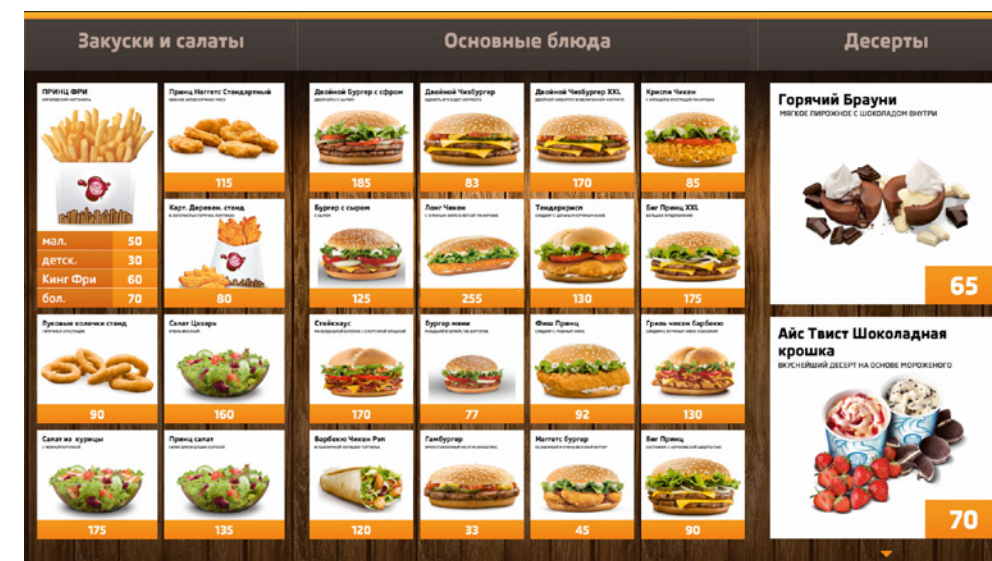 Закуски и салаты
Основные блюда
Десерты
ПРИНЦ ФРИ
мал. 50
детск. 30
Кинг Фри 60
бол. 70
Принц Наггетс Стандартный
115
Карт. Деревен. станд
80
Луковые колечки станд
90
Салат Цезарь
160
Салат из курицы
175
Принц салат
135
Двойной Бургер с сыром
185
Двойной Чизбургер
83
Двойной Чизбургер XXL
170
Криспи Чикен
85
Бургер с сыром
125
Лонг Чикен
255
Тендеркрисп
130
Биг Принц XXL
175
Стейкхаус
170
Бургер мини
77
Фиш Принц
92
Гриль чикен барбекю
130
Барбекю Чикен Рэп
120
Гамбургер
33
Наггетс бургер
45
Биг Принц
90
Горячий Брауни
МЯГКОЕ ПИРОЖНОЕ С ШОКОЛАДОМ ВНУТРИ
65
Айс Твист Шоколадная
крошка
ВКУСНЕЙШИЙ ДЕСЕРТ НА ОСНОВЕ МОРОЖЕНОГО
70